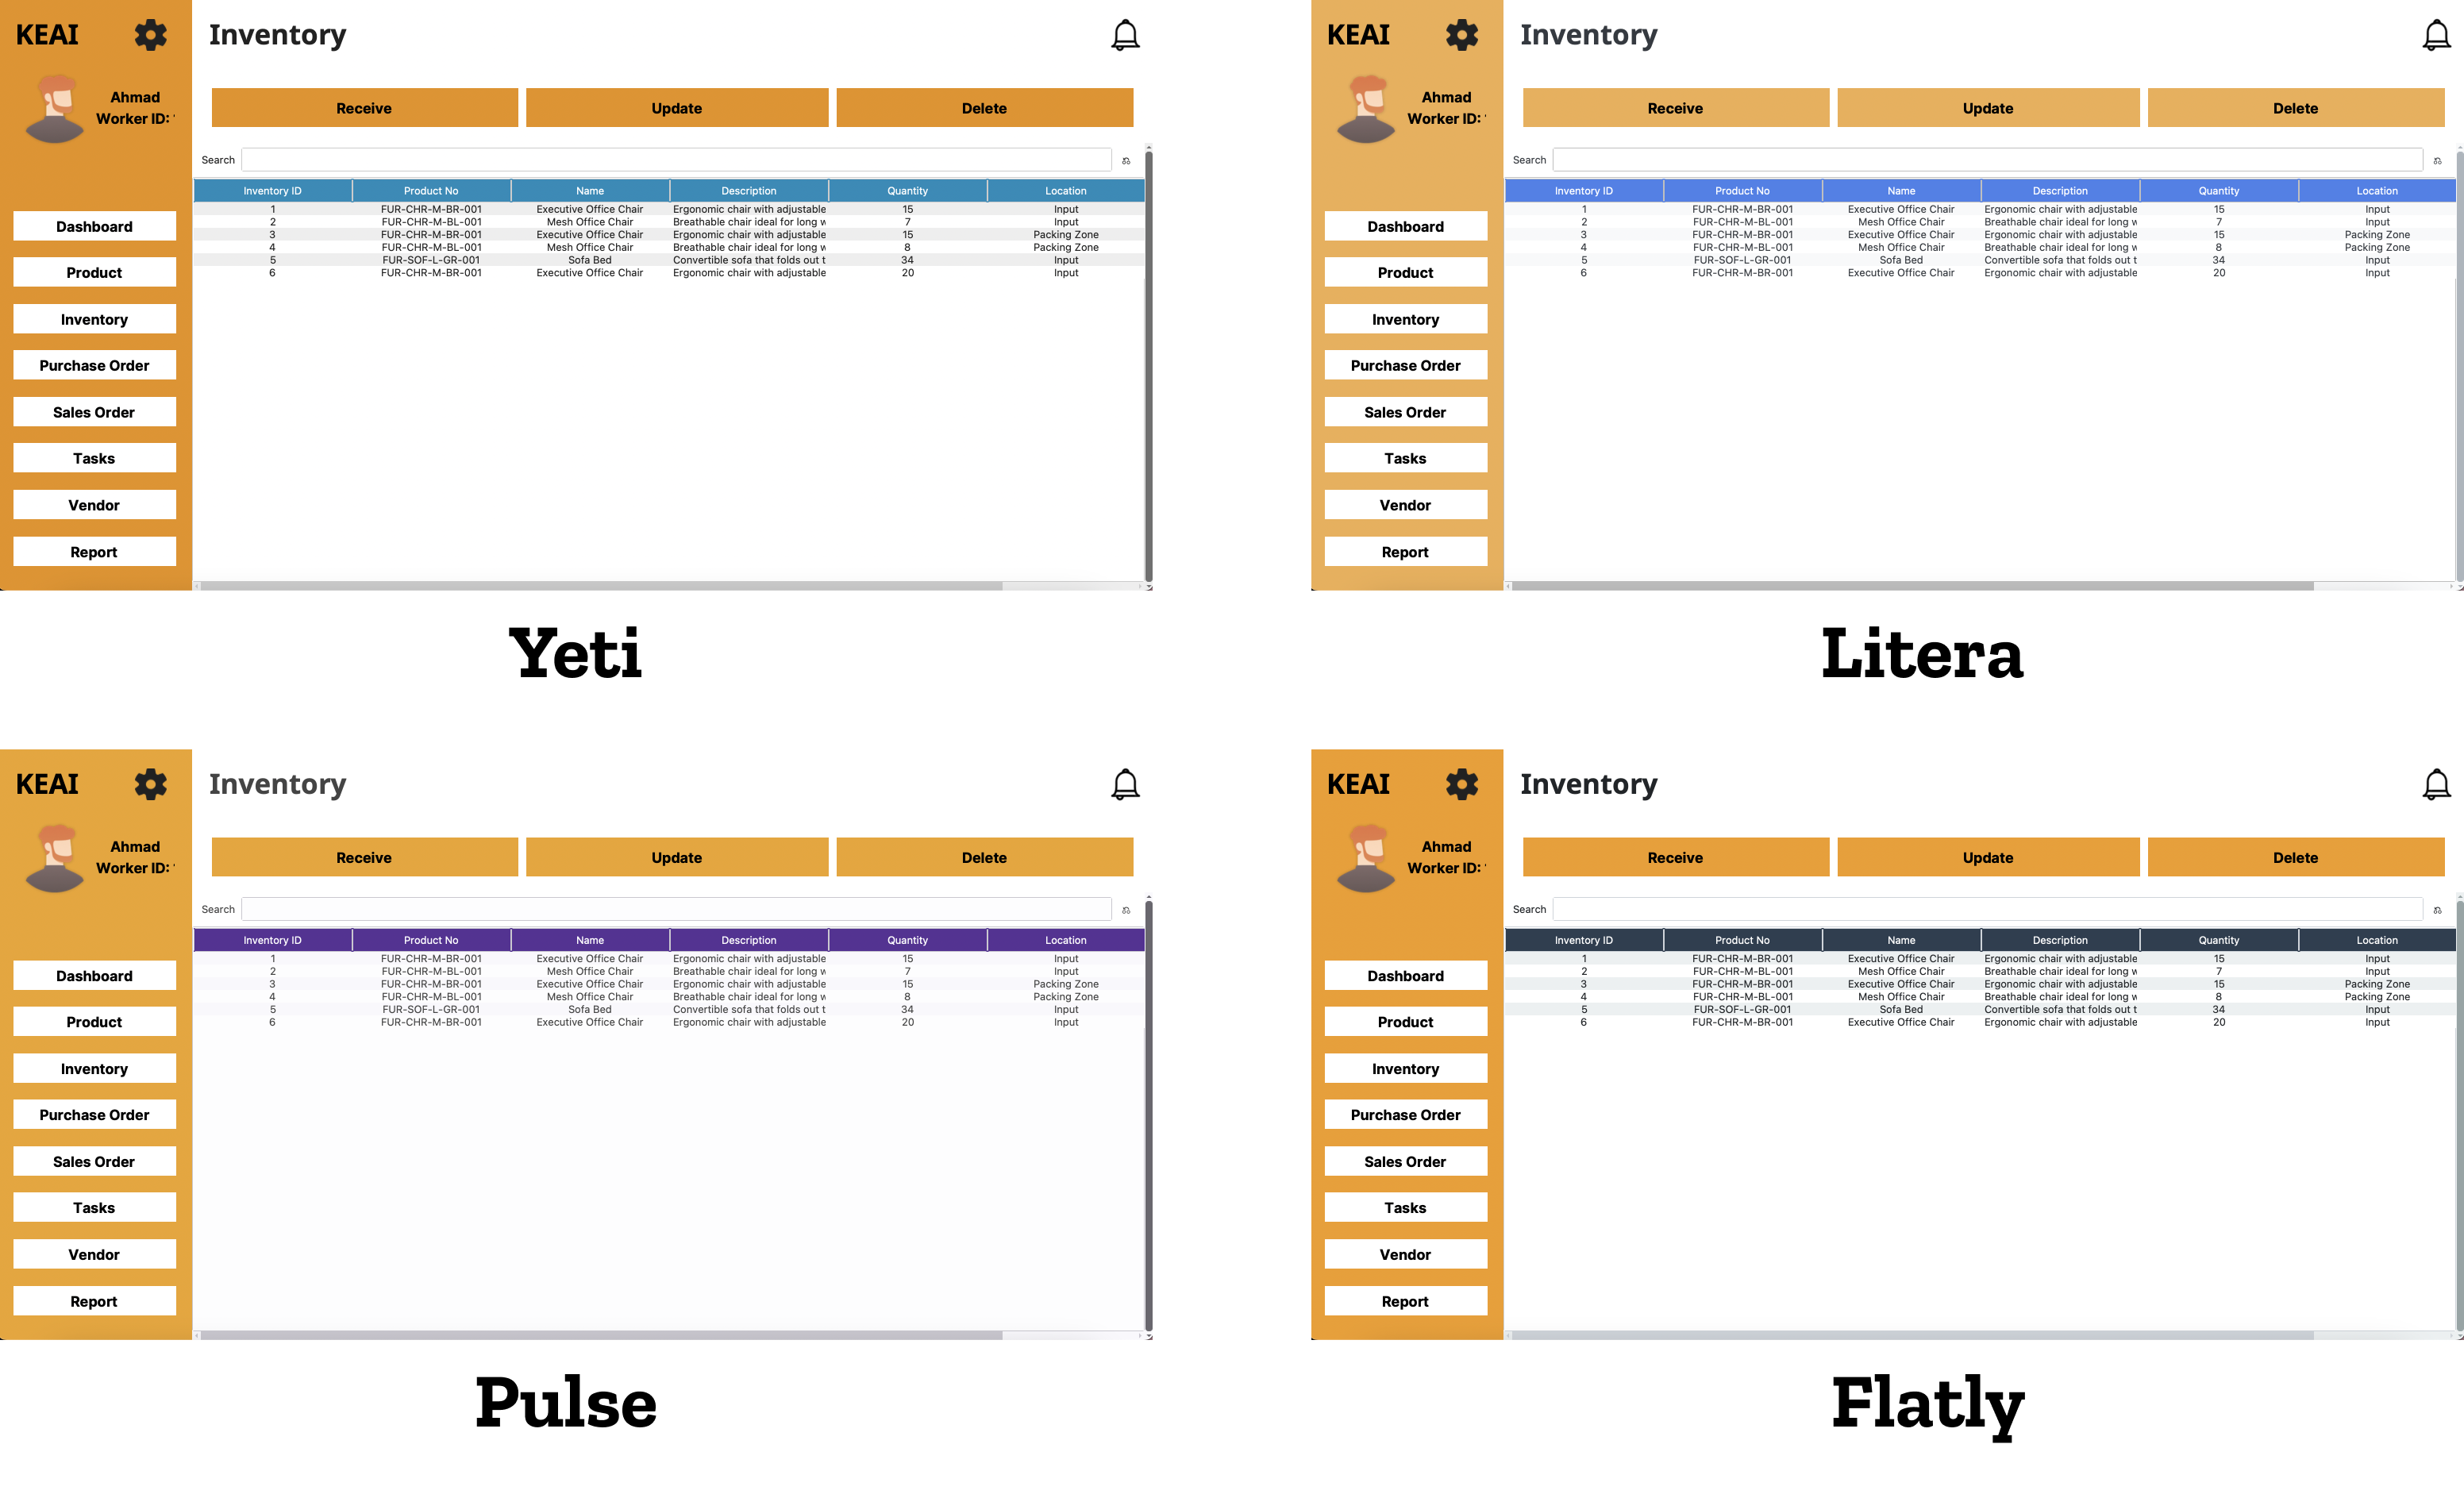 KEAI
Inventory
Ahmad
Worker ID:
Receive Update Delete
Search
Inventory ID Product No Name Description Quantity Location
1 FUR-CHR-M-BR-001 Executive Office Chair Ergonomic chair with adjustable 15 Input
2 FUR-CHR-M-BL-001 Mesh Office Chair Breathable chair ideal for long w 7 Input
3 FUR-CHR-M-BR-001 Executive Office Chair Ergonomic chair with adjustable 15 Packing Zone
4 FUR-CHR-M-BL-001 Mesh Office Chair Breathable chair ideal for long w 8 Packing Zone
5 FUR-SOF-L-GR-001 Sofa Bed Convertible sofa that folds out t 34 Input
6 FUR-CHR-M-BR-001 Executive Office Chair Ergonomic chair with adjustable 20 Input
Dashboard
Product
Inventory
Purchase Order
Sales Order
Tasks
Vendor
Report
Yeti
KEAI
Inventory
Ahmad
Worker ID:
Receive Update Delete
Search
Inventory ID Product No Name Description Quantity Location
1 FUR-CHR-M-BR-001 Executive Office Chair Ergonomic chair with adjustable 15 Input
2 FUR-CHR-M-BL-001 Mesh Office Chair Breathable chair ideal for long w 7 Input
3 FUR-CHR-M-BR-001 Executive Office Chair Ergonomic chair with adjustable 15 Packing Zone
4 FUR-CHR-M-BL-001 Mesh Office Chair Breathable chair ideal for long w 8 Packing Zone
5 FUR-SOF-L-GR-001 Sofa Bed Convertible sofa that folds out t 34 Input
6 FUR-CHR-M-BR-001 Executive Office Chair Ergonomic chair with adjustable 20 Input
Dashboard
Product
Inventory
Purchase Order
Sales Order
Tasks
Vendor
Report
Litera
KEAI
Inventory
Ahmad
Worker ID:
Receive Update Delete
Search
Inventory ID Product No Name Description Quantity Location
1 FUR-CHR-M-BR-001 Executive Office Chair Ergonomic chair with adjustable 15 Input
2 FUR-CHR-M-BL-001 Mesh Office Chair Breathable chair ideal for long w 7 Input
3 FUR-CHR-M-BR-001 Executive Office Chair Ergonomic chair with adjustable 15 Packing Zone
4 FUR-CHR-M-BL-001 Mesh Office Chair Breathable chair ideal for long w 8 Packing Zone
5 FUR-SOF-L-GR-001 Sofa Bed Convertible sofa that folds out t 34 Input
6 FUR-CHR-M-BR-001 Executive Office Chair Ergonomic chair with adjustable 20 Input
Dashboard
Product
Inventory
Purchase Order
Sales Order
Tasks
Vendor
Report
Pulse
KEAI
Inventory
Ahmad
Worker ID:
Receive Update Delete
Search
Inventory ID Product No Name Description Quantity Location
1 FUR-CHR-M-BR-001 Executive Office Chair Ergonomic chair with adjustable 15 Input
2 FUR-CHR-M-BL-001 Mesh Office Chair Breathable chair ideal for long w 7 Input
3 FUR-CHR-M-BR-001 Executive Office Chair Ergonomic chair with adjustable 15 Packing Zone
4 FUR-CHR-M-BL-001 Mesh Office Chair Breathable chair ideal for long w 8 Packing Zone
5 FUR-SOF-L-GR-001 Sofa Bed Convertible sofa that folds out t 34 Input
6 FUR-CHR-M-BR-001 Executive Office Chair Ergonomic chair with adjustable 20 Input
Dashboard
Product
Inventory
Purchase Order
Sales Order
Tasks
Vendor
Report
Flatly